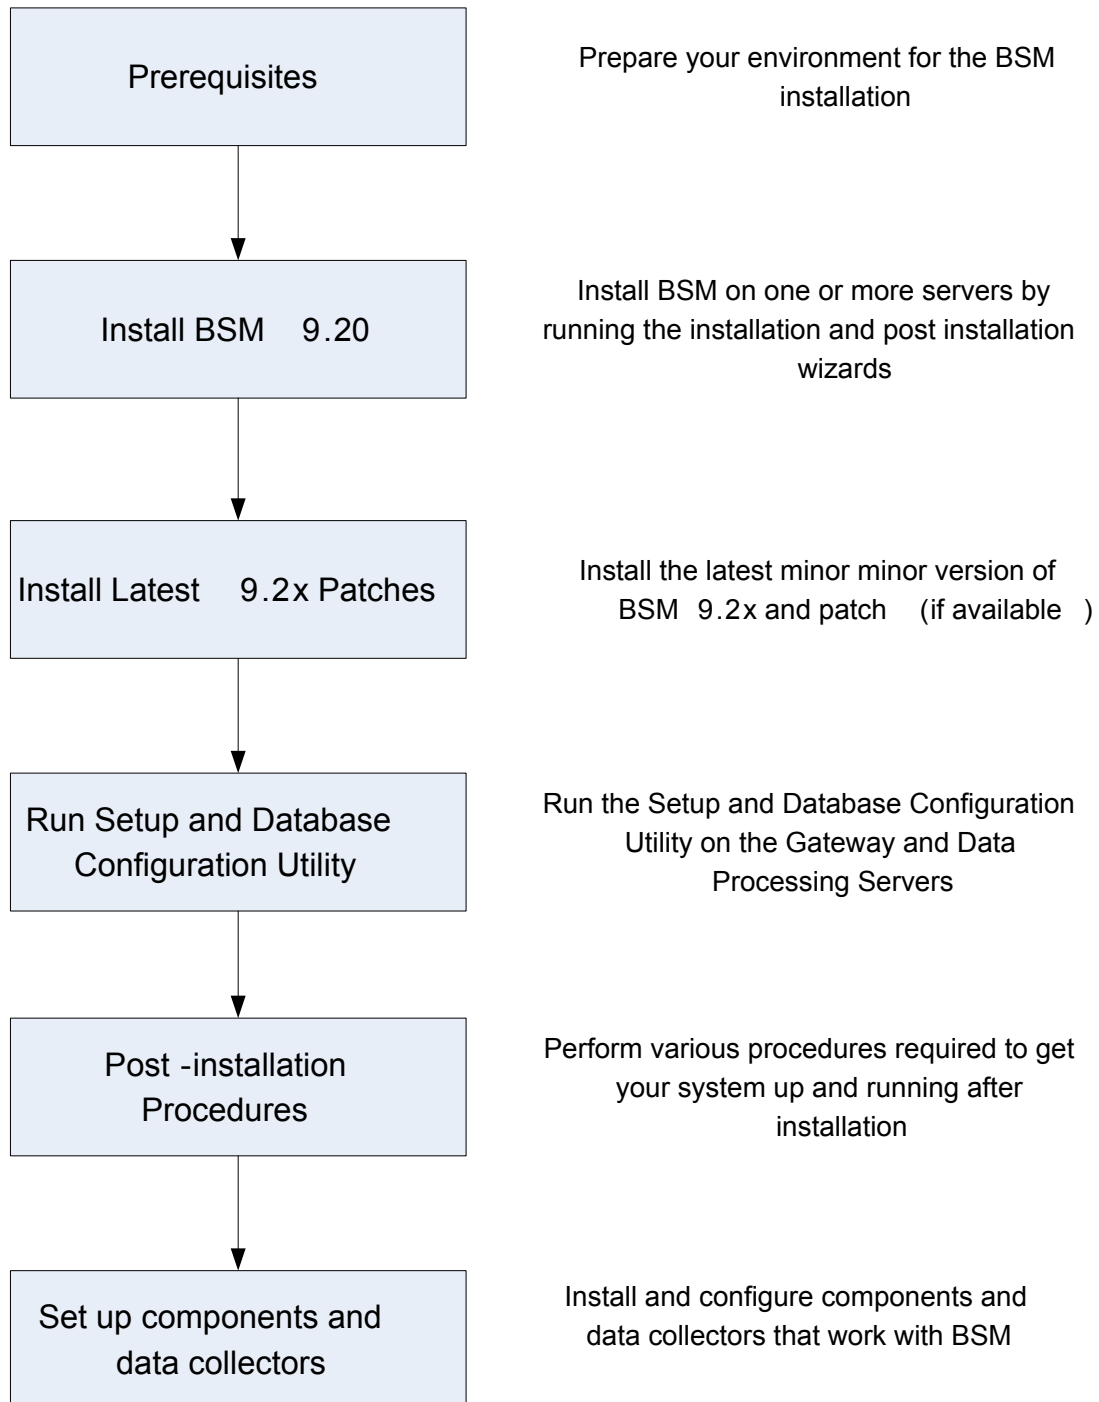 Prerequisites
Prepare your environment for the BSM
installation
Install BSM 9.20
Install BSM on one or more servers by
running the installation and post installation
wizards
Install Latest 9.2x Patches
Install the latest minor minor version of
BSM 9.2x and patch (if available )
Run Setup and Database
Configuration Utility
Run the Setup and Database Configuration
Utility on the Gateway and Data
Processing Servers
Post -installation
Procedures
Perform various procedures required to get
your system up and running after
installation
Set up components and
data collectors
Install and configure components and
data collectors that work with BSM